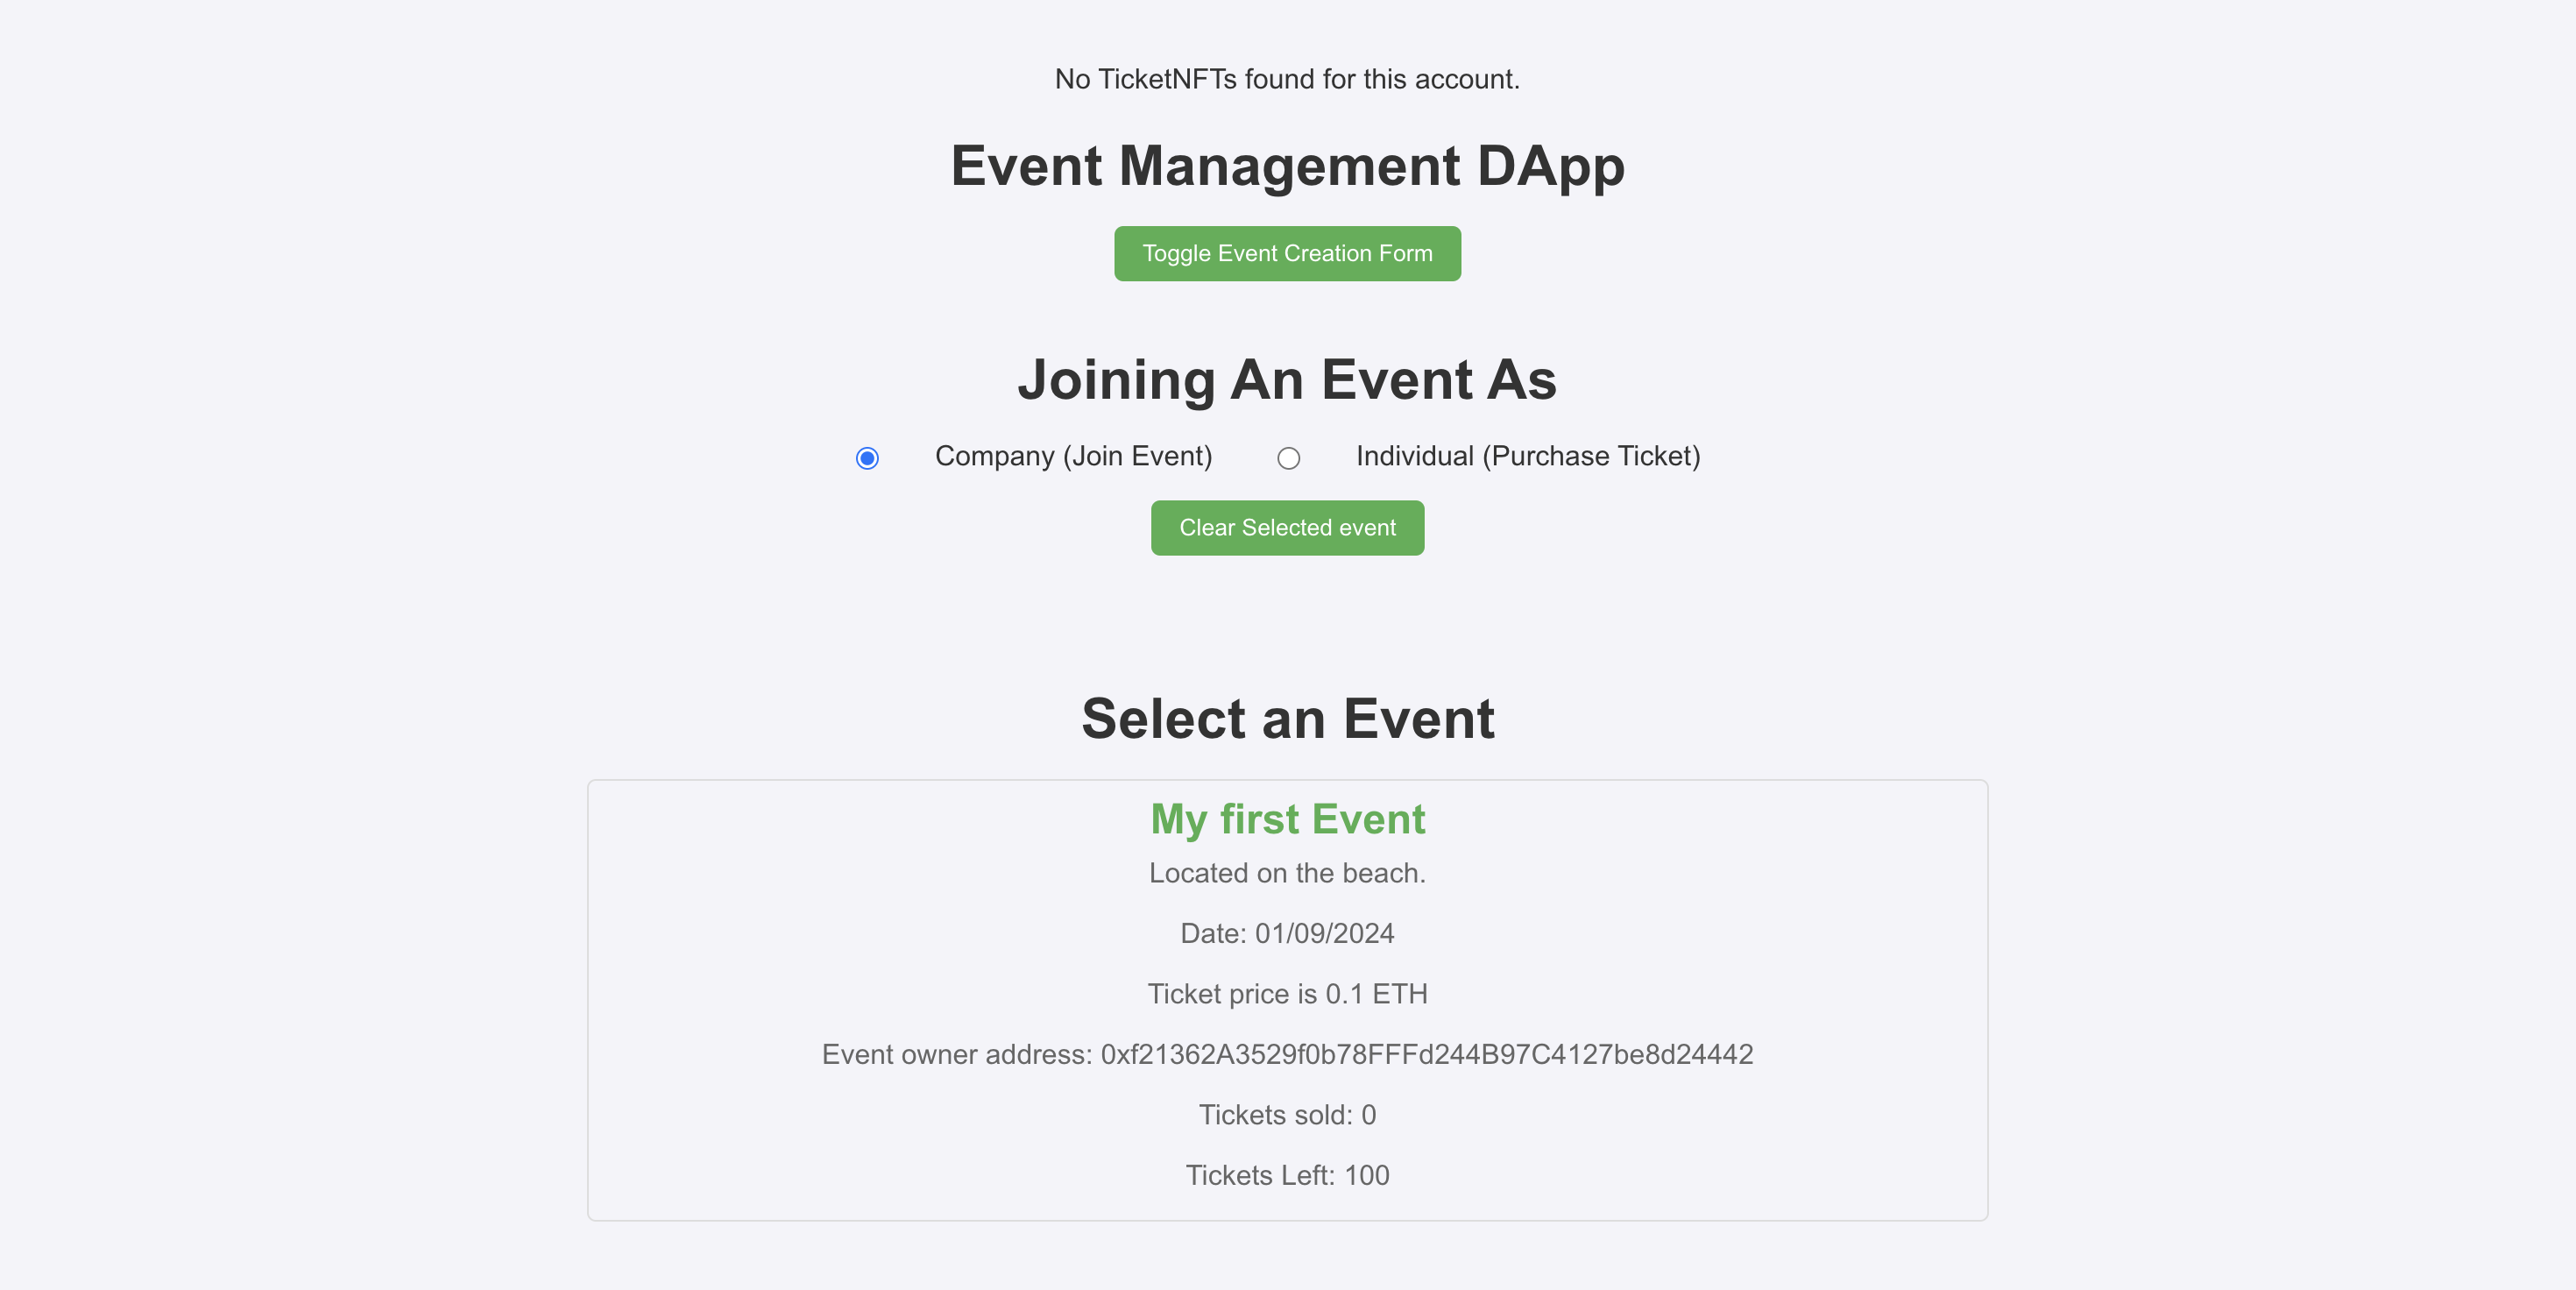 No TicketNFTs found for this account.
Event Management DApp
Toggle Event Creation Form
Joining An Event As
Company (Join Event) Individual (Purchase Ticket)
Clear Selected event
Select an Event
My first Event
Located on the beach.
Date: 01/09/2024
Ticket price is 0.1 ETH
Event owner address: 0xf21362A3529f0b78FFFd244B97C4127be8d24442
Tickets sold: 0
Tickets Left: 100